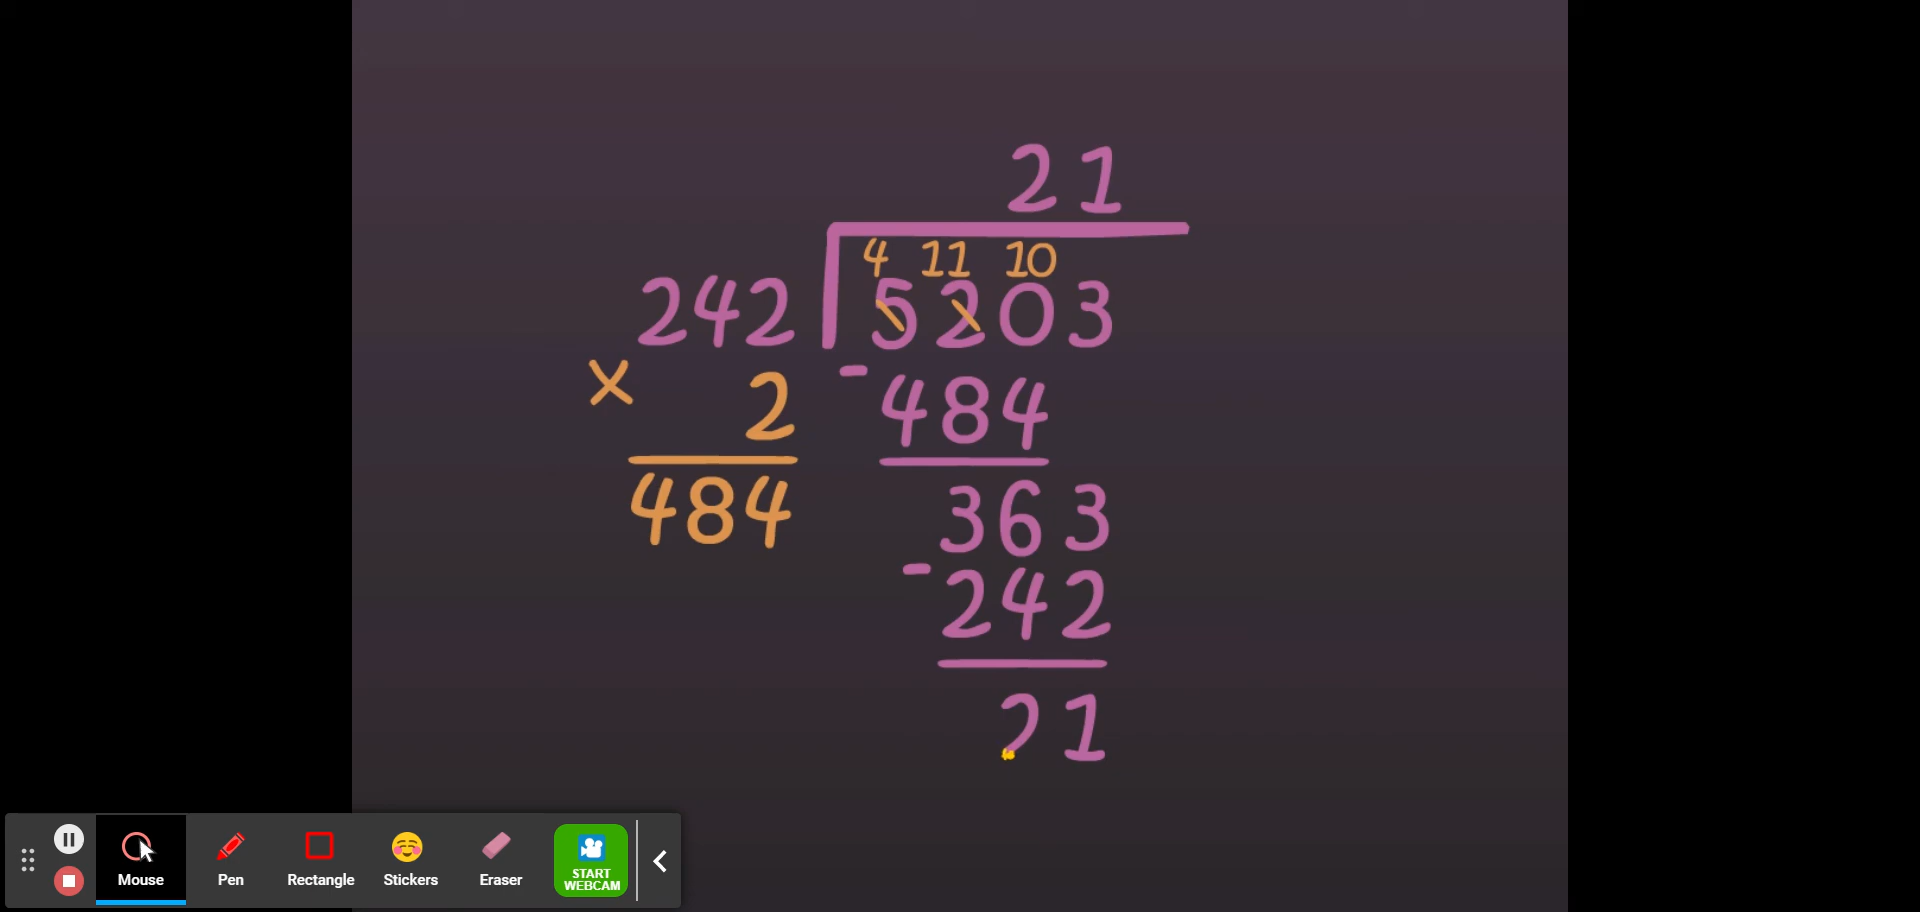 21
4 11 10
242 5203
x 2 -484
484 363
-242
21
Mouse Pen Rectangle Stickers Eraser START
WEBCAM